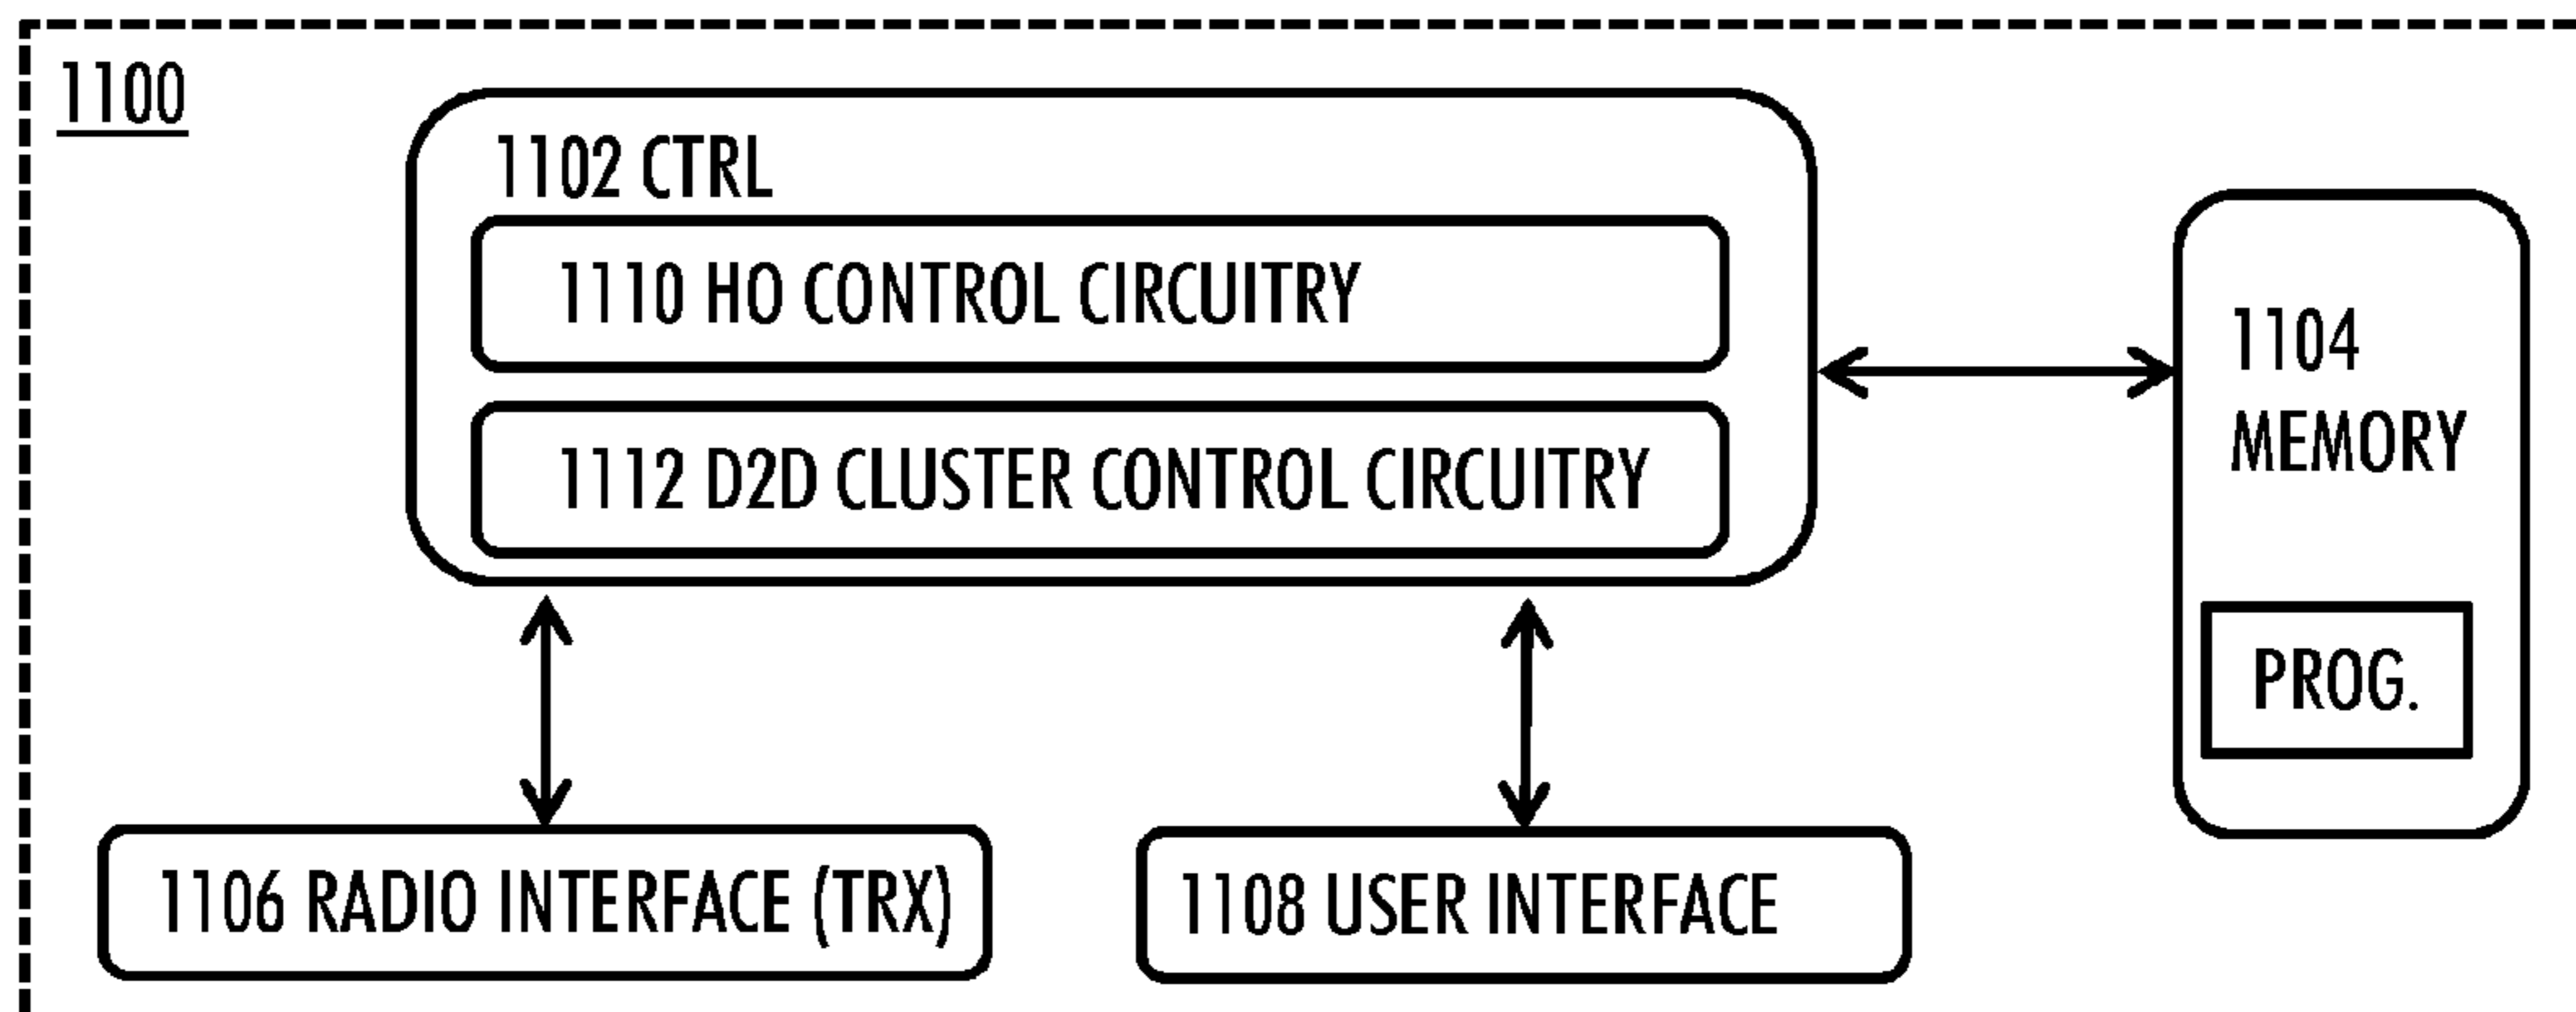 1100
1102 CTRL
1110 HO CONTROL CIRCUITRY
1112 D2D CLUSTER CONTROL CIRCUITRY
1104
MEMORY
PROG.
1106 RADIO INTERFACE (TRX)
1108 USER INTERFACE